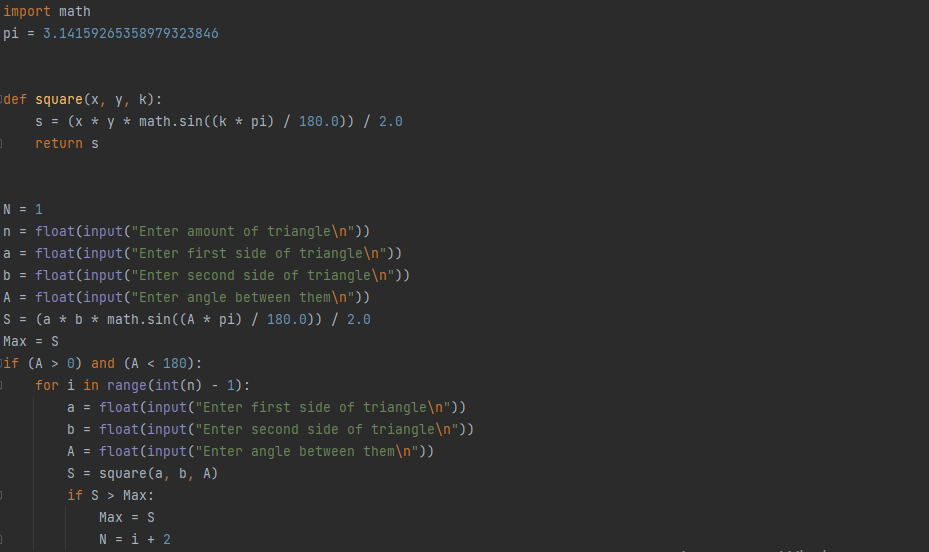 import math
pi = 3.14159265358979323846
def square(x, y, k):
    s = (x * y * math.sin((k * pi) / 180.0)) / 2.0
    return s
N = 1
n = float(input("Enter amount of triangle\n"))
a = float(input("Enter first side of triangle\n"))
b = float(input("Enter second side of triangle\n"))
A = float(input("Enter angle between them\n"))
S = (a * b * math.sin((A * pi) / 180.0)) / 2.0
Max = S
if (A > 0) and (A < 180):
    for i in range(int(n) - 1):
        a = float(input("Enter first side of triangle\n"))
        b = float(input("Enter second side of triangle\n"))
        A = float(input("Enter angle between them\n"))
        S = square(a, b, A)
        if S > Max:
            Max = S
            N = i + 2